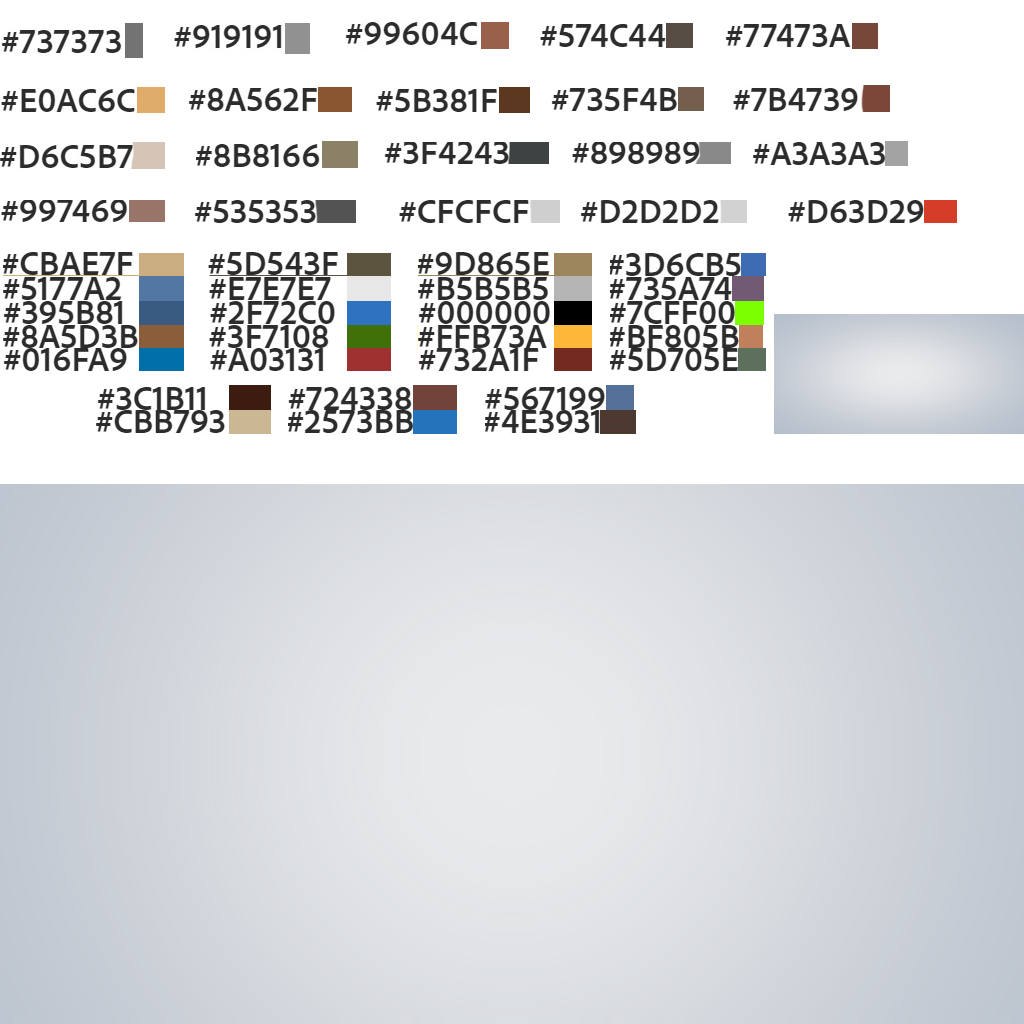 #737373 #919191 #99604C #574C44 #77473A
#E0AC6C #8A562F #5B381F #735F4B #7B4739
#D6C5B7 #8B8166 #3F4243 #898989 #A3A3A3
#997469 #535353 #CFCFCF #D2D2D2 #D63D29
#CBAE7F #5D543F #9D865E #3D6CB5
#5177A2 #E7E7E7 #B5B5B5 #735A74
#395B81 #2F72C0 #000000 #7CFF00
#8A5D3B #3F7108 #FFB73A #BF805B
#016FA9 #A03131 #732A1F #5D705E
#3C1B11 #724338 #567199
#CBB793 #2573BB #4E3931